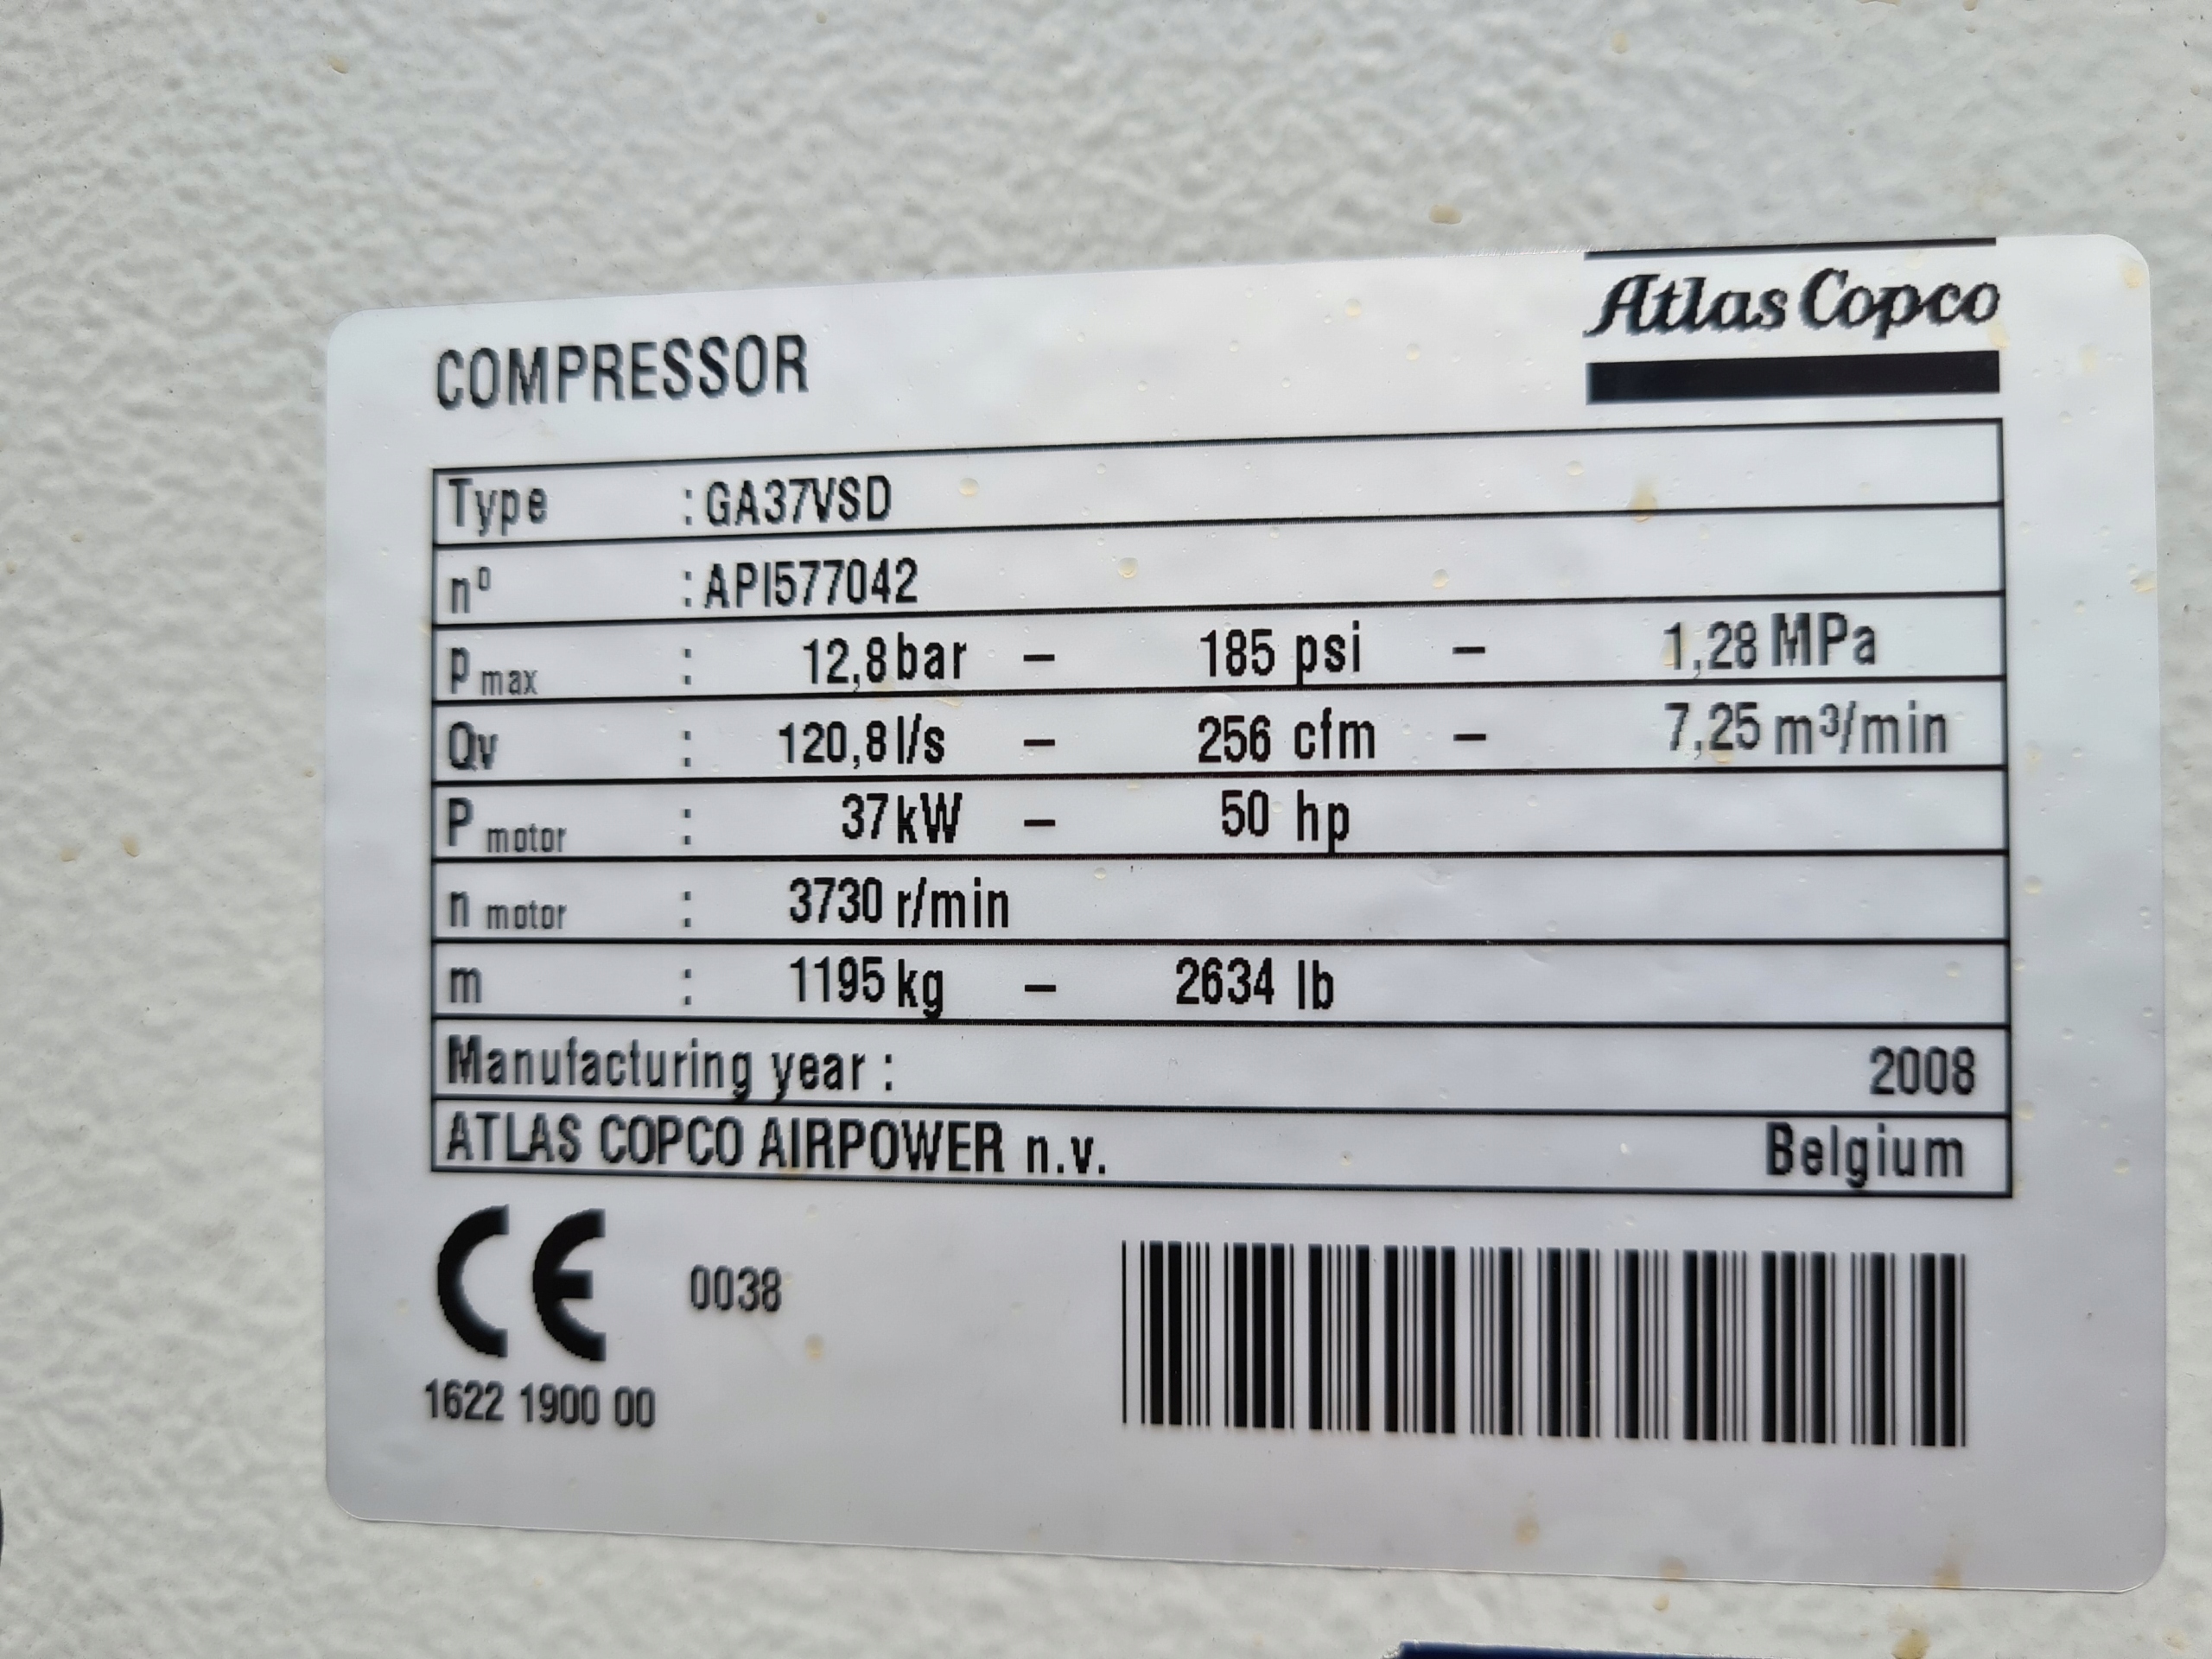 Atlas Copco
COMPRESSOR
Type : GA37VSD
nº : API577042
p max : 12,8 bar – 185 psi – 1,28 MPa
Qv : 120,8 l/s – 256 cfm – 7,25 m³/min
P motor : 37 kW – 50 hp
n motor : 3730 r/min
m : 1195 kg – 2634 lb
Manufacturing year : 2008
ATLAS COPCO AIRPOWER n.v. Belgium
CE 0038
1622 1900 00